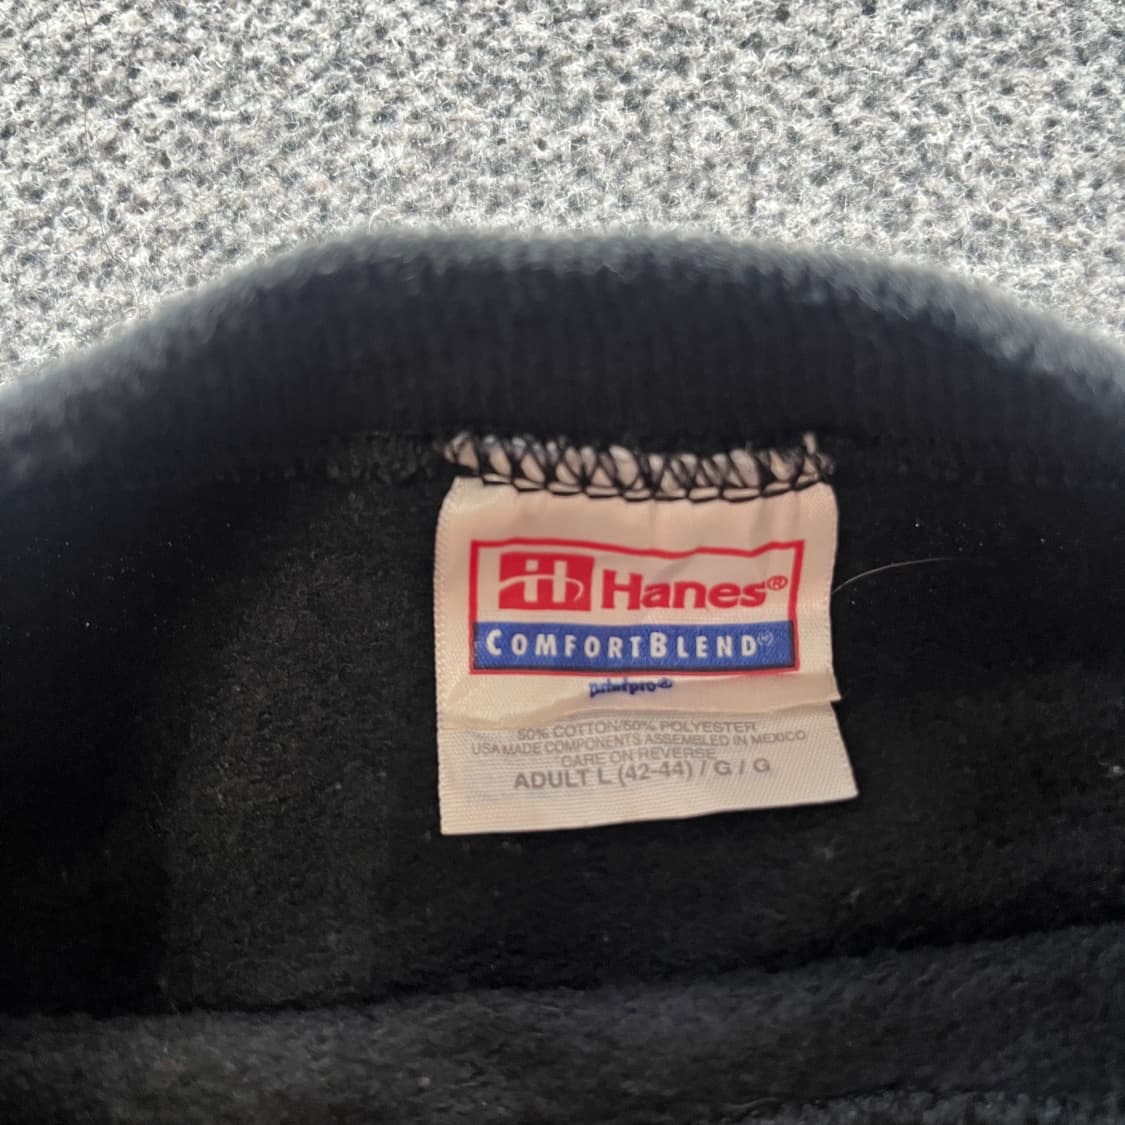 Hanes®
COMFORTBLEND®
printpro®
50% COTTON/50% POLYESTER
USA MADE COMPONENTS ASSEMBLED IN MEXICO
CARE ON REVERSE
ADULT L (42-44) / G / G